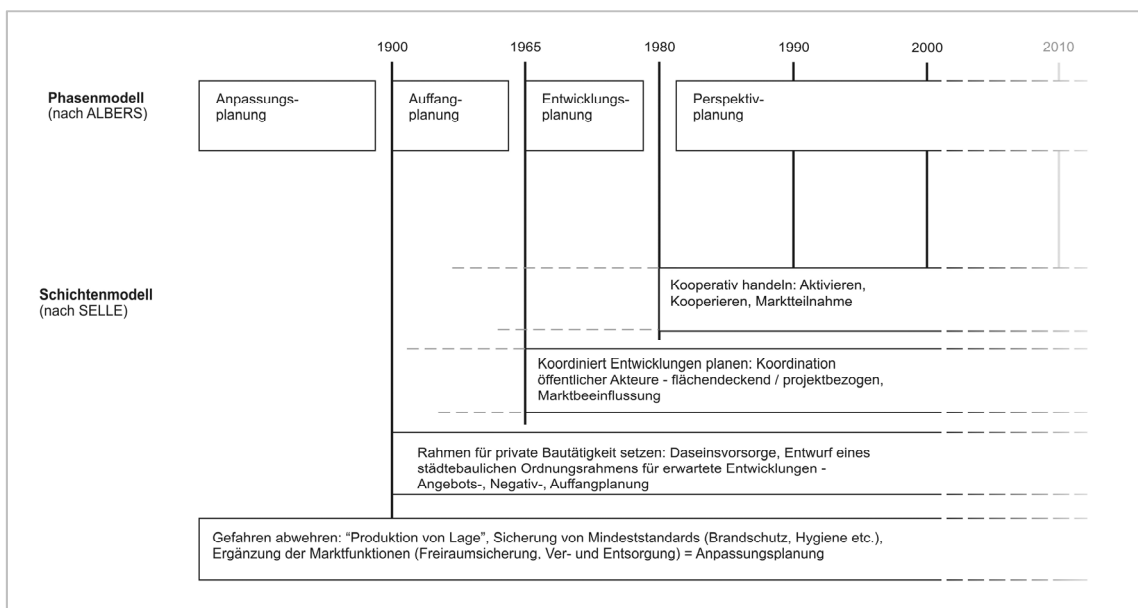 1900 1965 1980 1990 2000 2010
Phasenmodell
(nach ALBERS)
Anpassungs-
planung
Auffang-
planung
Entwicklungs-
planung
Perspektiv-
planung
Schichtenmodell
(nach SELLE)
Kooperativ handeln: Aktivieren,
Kooperieren, Marktteilnahme
Koordiniert Entwicklungen planen: Koordination
öffentlicher Akteure - flächendeckend / projektbezogen,
Marktbeeinflussung
Rahmen für private Bautätigkeit setzen: Daseinsvorsorge, Entwurf eines
städtebaulichen Ordnungsrahmens für erwartete Entwicklungen -
Angebots-, Negativ-, Auffangplanung
Gefahren abwehren: “Produktion von Lage”, Sicherung von Mindeststandards (Brandschutz, Hygiene etc.),
Ergänzung der Marktfunktionen (Freiraumsicherung, Ver- und Entsorgung) = Anpassungsplanung